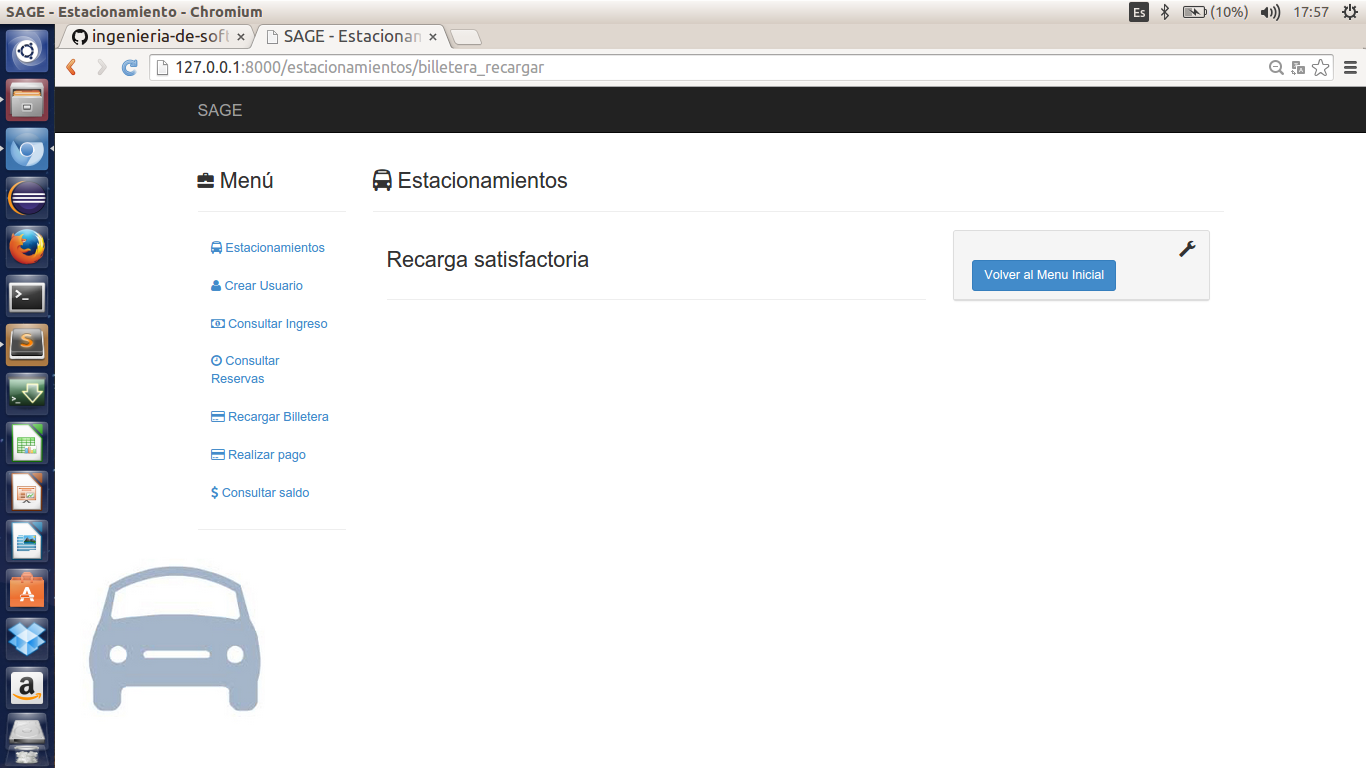 SAGE - Estacionamiento - Chromium
Es
(10%)
17:57
ingenieria-de-soft
SAGE - Estacionam
127.0.0.1:8000/estacionamientos/billetera_recargar
SAGE
Menú
Estacionamientos
Crear Usuario
Consultar Ingreso
Consultar
Reservas
Recargar Billetera
Realizar pago
$ Consultar saldo
Estacionamientos
Recarga satisfactoria
Volver al Menu Inicial